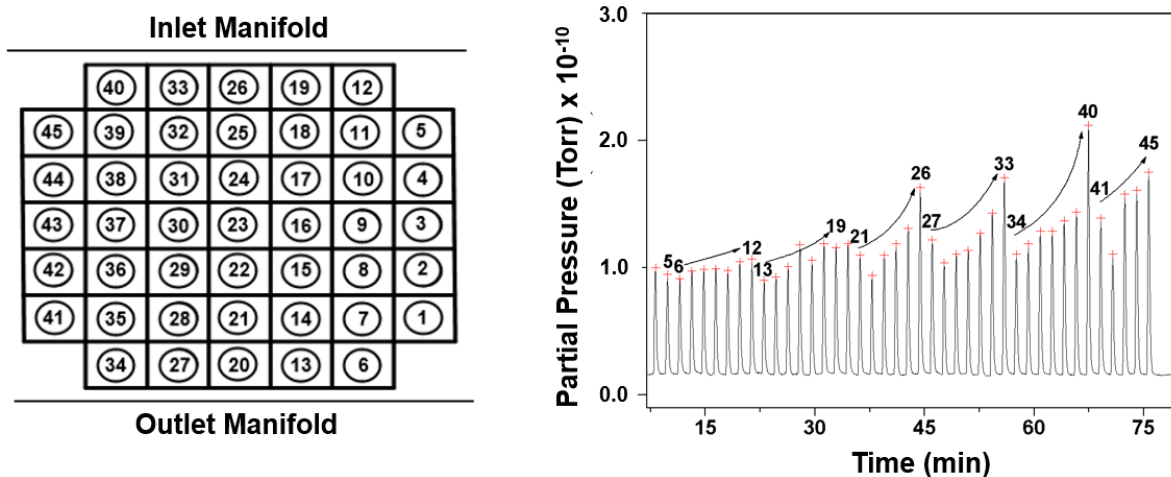 Inlet Manifold
40 33 26 19 12
45 39 32 25 18 11 5
44 38 31 24 17 10 4
43 37 30 23 16 9 3
42 36 29 22 15 8 2
41 35 28 21 14 7 1
34 27 20 13 6
Outlet Manifold
Partial Pressure (Torr) x 10-10
3.0
2.0
1.0
0.0
5 6 12 13 19 21 26 27 33 34 40 41 45
15 30 45 60 75
Time (min)